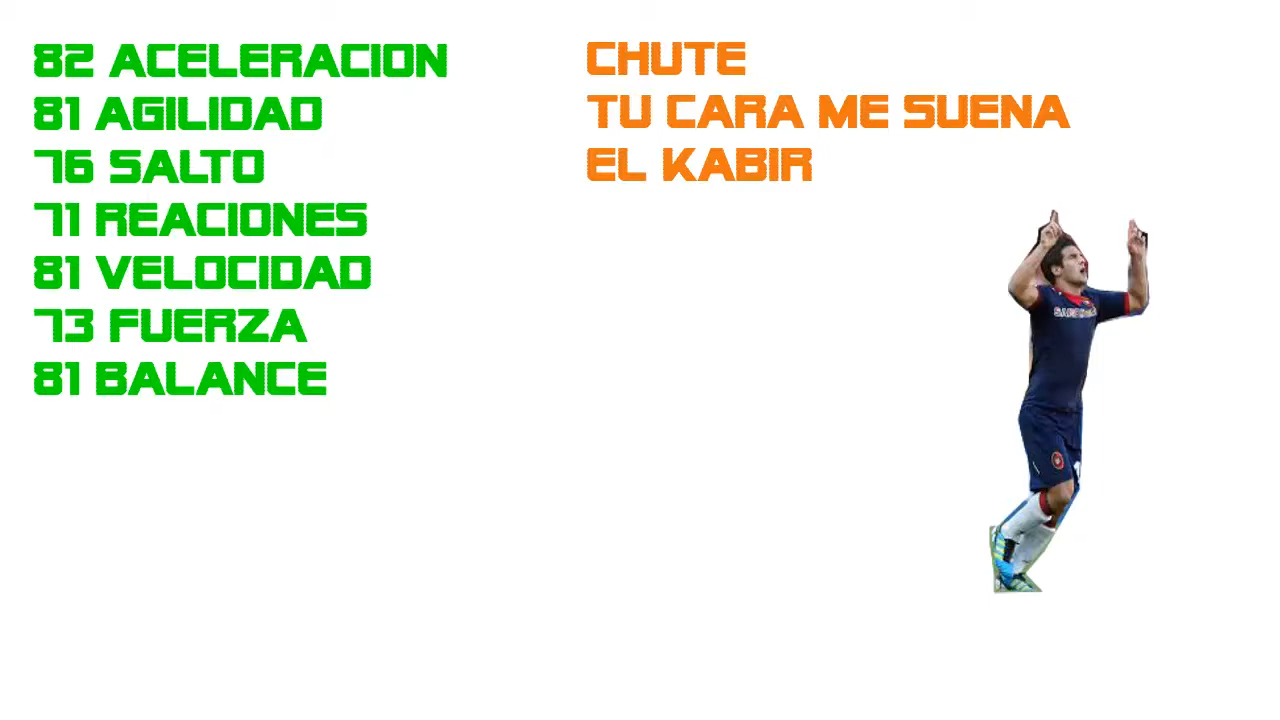 82 ACELERACION
81 AGILIDAD
76 SALTO
71 REACIONES
81 VELOCIDAD
73 FUERZA
81 BALANCE
CHUTE
TU CARA ME SUENA
EL KABIR